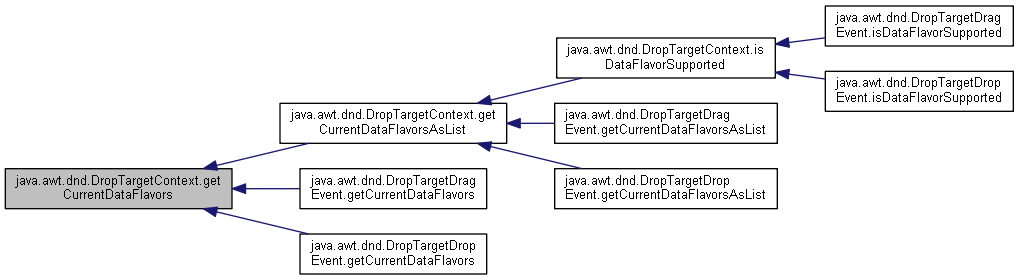 java.awt.dnd.DropTargetDrag
Event.isDataFlavorSupported
java.awt.dnd.DropTargetContext.is
DataFlavorSupported
java.awt.dnd.DropTargetDrop
Event.isDataFlavorSupported
java.awt.dnd.DropTargetContext.get
CurrentDataFlavorsAsList
java.awt.dnd.DropTargetDrag
Event.getCurrentDataFlavorsAsList
java.awt.dnd.DropTargetContext.get
CurrentDataFlavors
java.awt.dnd.DropTargetDrag
Event.getCurrentDataFlavors
java.awt.dnd.DropTargetDrop
Event.getCurrentDataFlavorsAsList
java.awt.dnd.DropTargetDrop
Event.getCurrentDataFlavors